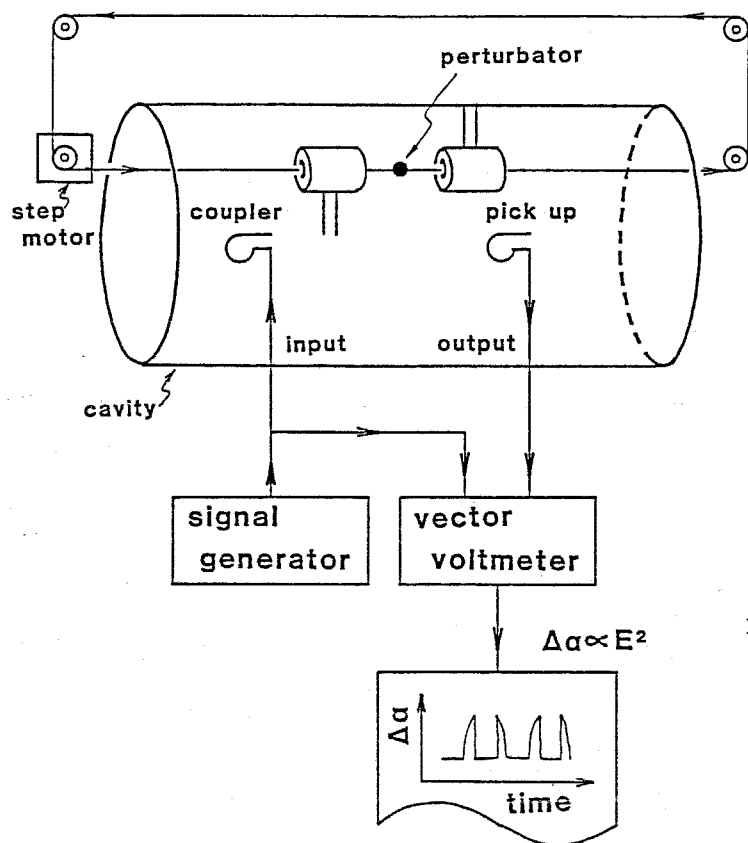 perturbator
step
motor
coupler
pick up
input
output
cavity
signal
generator
vector
voltmeter
Δα∝E²
Δα
time